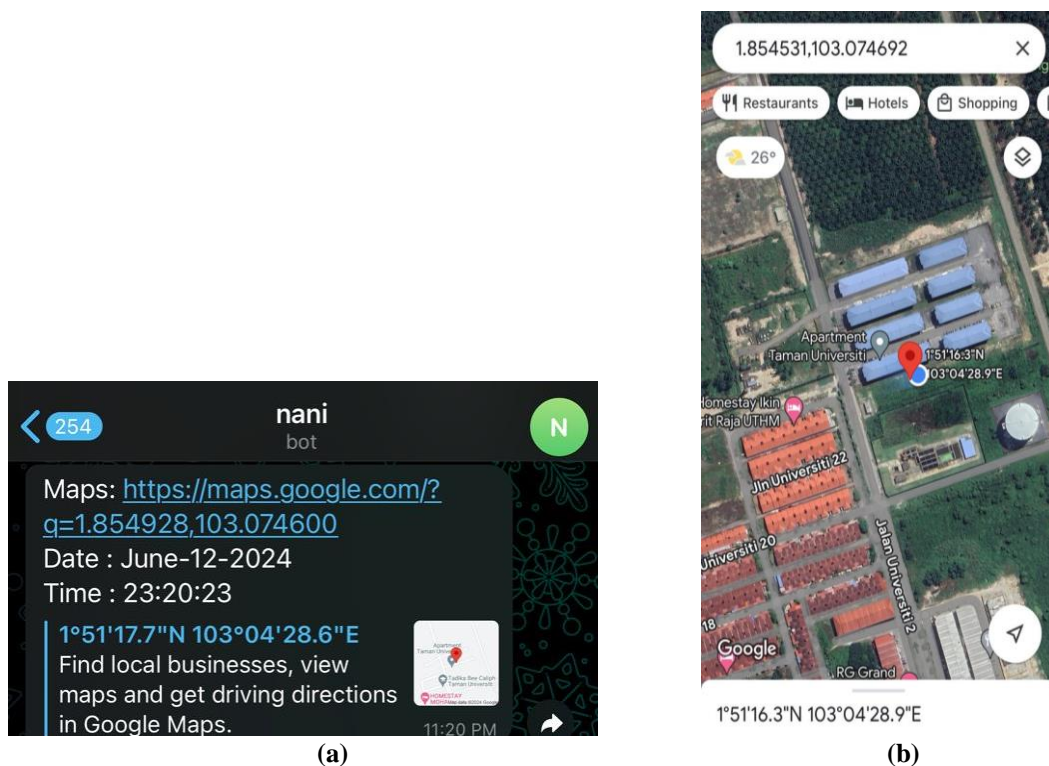 254
nani
bot
N
Maps: https://maps.google.com/?
q=1.854928,103.074600
Date : June-12-2024
Time : 23:20:23
1°51'17.7"N 103°04'28.6"E
Find local businesses, view
maps and get driving directions
in Google Maps.
11:20 PM
(a)
1.854531,103.074692
Restaurants
Hotels
Shopping
26°
Apartment
Taman Universiti
1°51'16.3"N
103°04'28.9"E
Homestay Ikin
rit Raja UTHM
Jln Universiti 22
Universiti 20
Jalan Universiti 2
18
Google
RG Grand
1°51'16.3"N 103°04'28.9"E
(b)